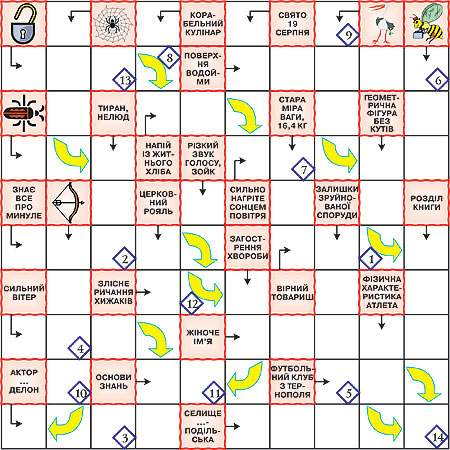 КОРА-
БЕЛЬНИЙ
КУЛІНАР
СВЯТО
19
СЕРПНЯ
9
13
8
ПОВЕРХ-
НЯ
ВОДОЙ-
МИ
6
ТИРАН,
НЕЛЮД
СТАРА
МІРА
ВАГИ,
16,4 КГ
ГЕОМЕТ-
РИЧНА
ФІГУРА
БЕЗ
КУТІВ
НАПІЙ
ІЗ ЖИТ-
НЬОГО
ХЛІБА
РІЗКИЙ
ЗВУК
ГОЛОСУ,
ЗОЙК
7
ЗНАЄ
ВСЕ
ПРО
МИНУЛЕ
ЦЕРКОВ-
НИЙ
РОЯЛЬ
СИЛЬНО
НАГРІТЕ
СОНЦЕМ
ПОВІТРЯ
ЗАЛИШКИ
ЗРУЙНО-
ВАНОЇ
СПОРУДИ
РОЗДІЛ
КНИГИ
2
ЗАГОСТ-
РЕННЯ
ХВОРОБИ
1
СИЛЬНИЙ
ВІТЕР
ЗЛІСНЕ
РИЧАННЯ
ХИЖАКІВ
12
ВІРНИЙ
ТОВАРИШ
ФІЗИЧНА
ХАРАКТЕ-
РИСТИКА
АТЛЕТА
4
ЖІНОЧЕ
ІМ'Я
АКТОР
...
ДЕЛОН
10
ОСНОВИ
ЗНАНЬ
11
ФУТБОЛЬ-
НИЙ КЛУБ
З ТЕР-
НОПОЛЯ
5
3
СЕЛИЩЕ
...-
ПОДІЛЬ-
СЬКА
14